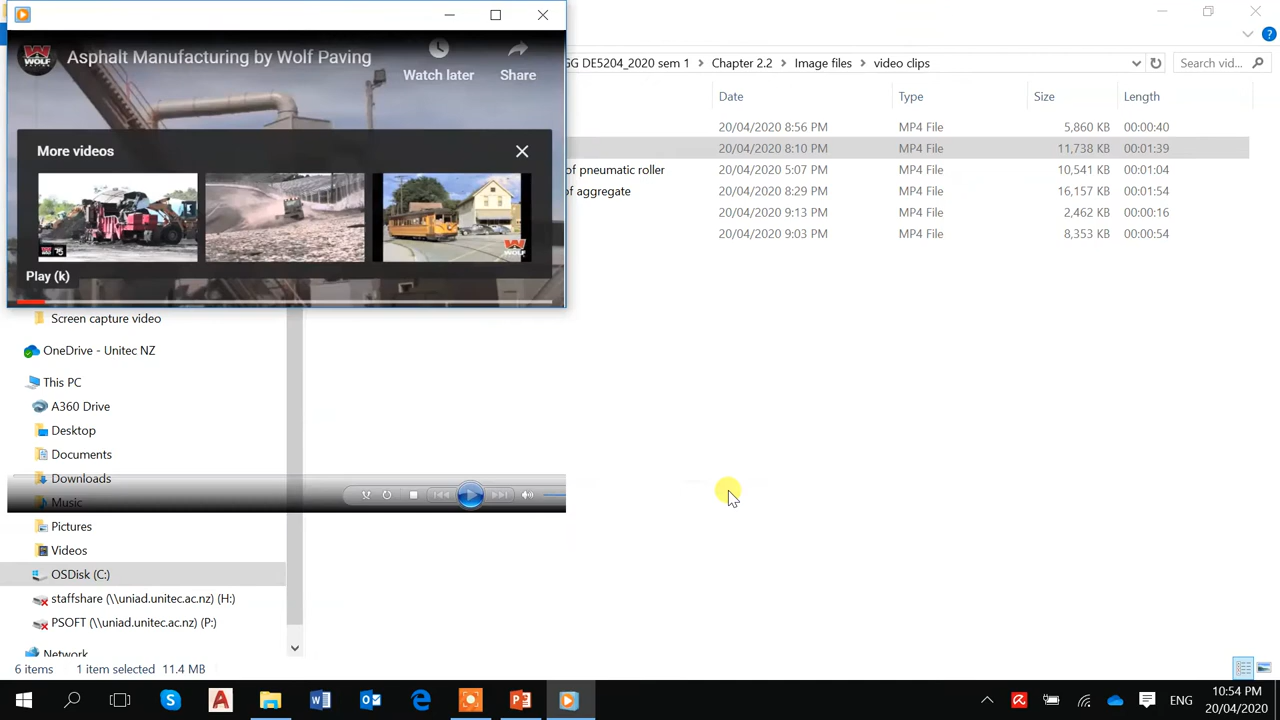 Asphalt Manufacturing by Wolf Paving
Watch later
Share
WOLF
PAVING
More videos
75
WOLF
Play (k)
GG DE5204_2020 sem 1 Chapter 2.2 Image files video clips
Search vid...
Date Type Size Length
20/04/2020 8:56 PM MP4 File 5,860 KB 00:00:40
20/04/2020 8:10 PM MP4 File 11,738 KB 00:01:39
of pneumatic roller 20/04/2020 5:07 PM MP4 File 10,541 KB 00:01:04
of aggregate 20/04/2020 8:29 PM MP4 File 16,157 KB 00:01:54
20/04/2020 9:13 PM MP4 File 2,462 KB 00:00:16
20/04/2020 9:03 PM MP4 File 8,353 KB 00:00:54
Screen capture video
OneDrive - Unitec NZ
This PC
A360 Drive
Desktop
Documents
Downloads
Music
Pictures
Videos
OSDisk (C:)
staffshare (\\uniad.unitec.ac.nz) (H:)
PSOFT (\\uniad.unitec.ac.nz) (P:)
Network
6 items 1 item selected 11.4 MB
ENG
10:54 PM
20/04/2020